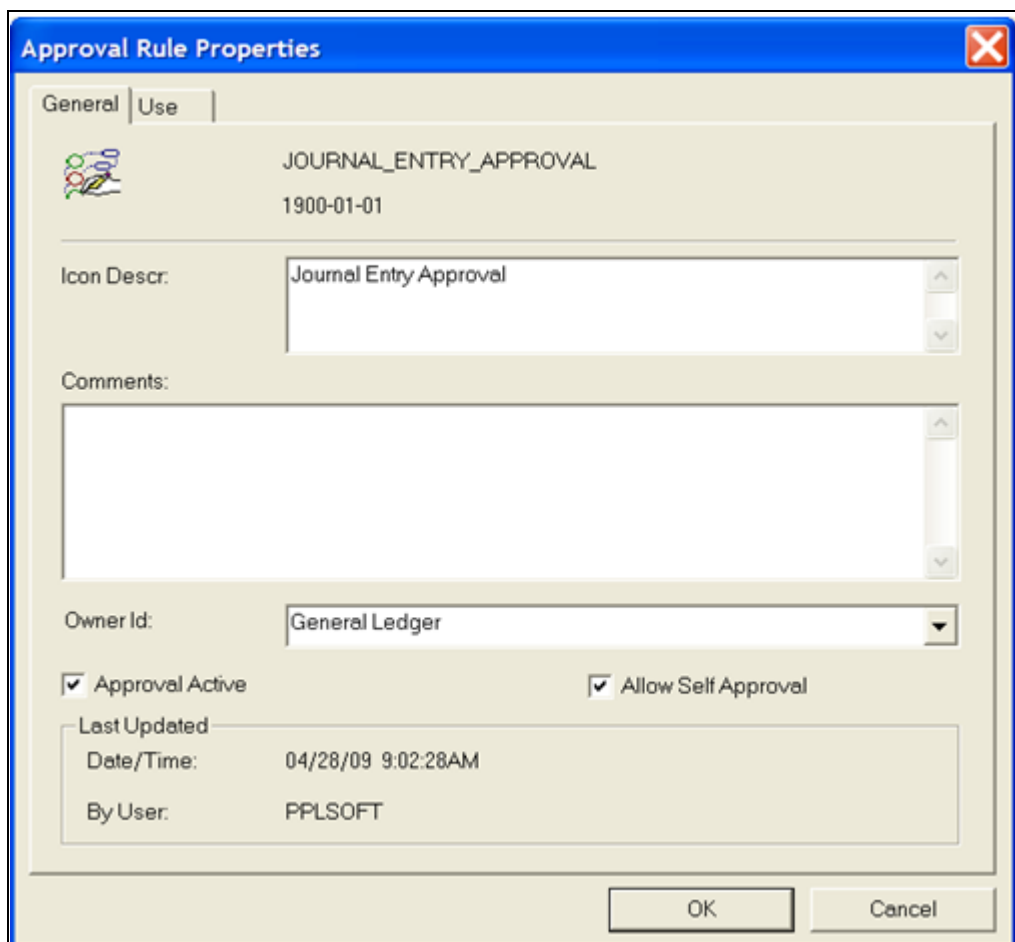 Approval Rule Properties
General Use
JOURNAL_ENTRY_APPROVAL
1900-01-01
Icon Descr: Journal Entry Approval
Comments:
Owner Id: General Ledger
Approval Active Allow Self Approval
Last Updated
Date/Time: 04/28/09 9:02:28AM
By User: PPLSOFT
OK Cancel